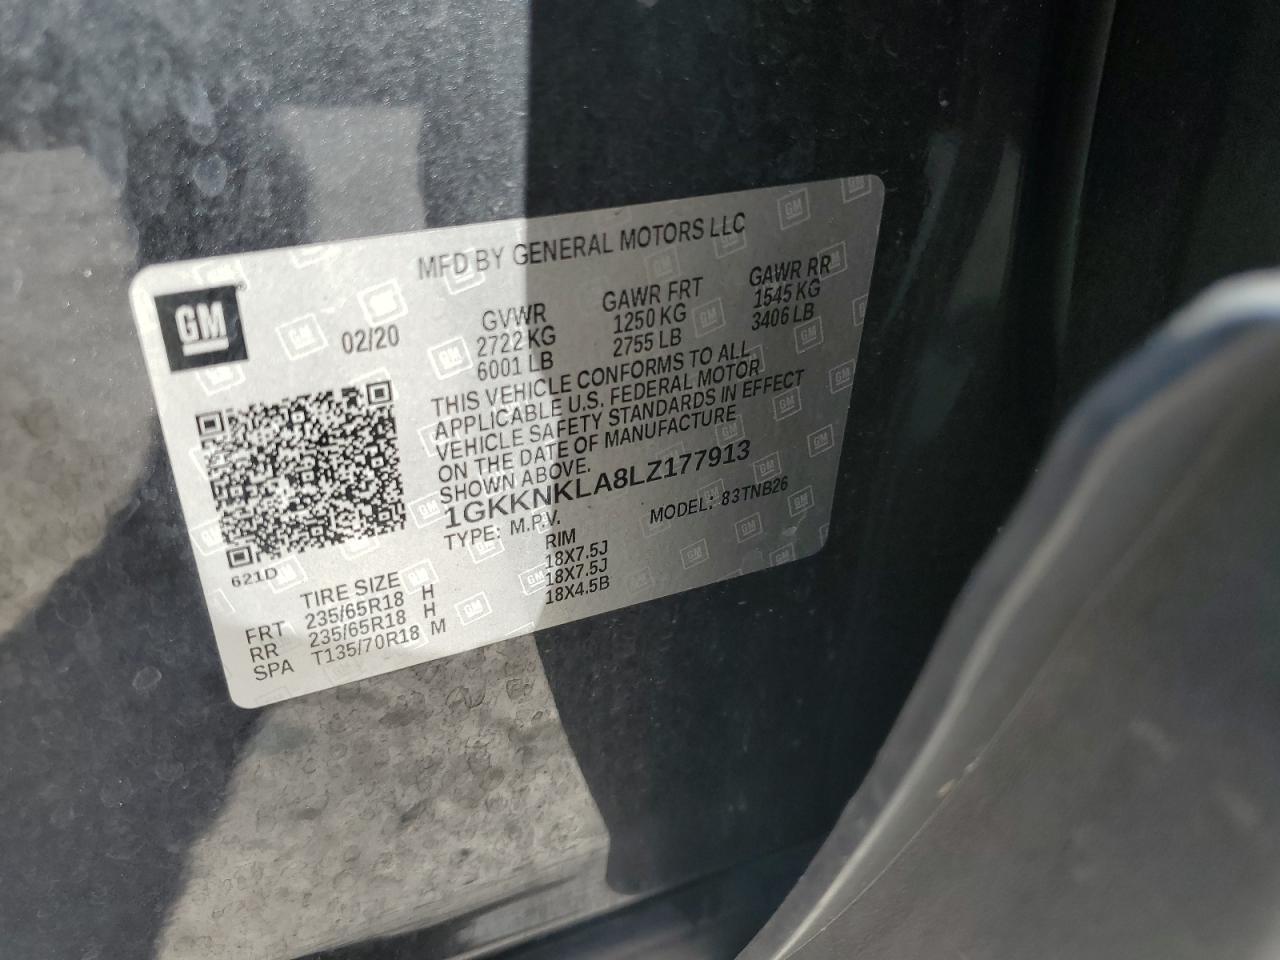 MFD BY GENERAL MOTORS LLC
GM
02/20
GVWR GAWR FRT GAWR RR
2722 KG 1250 KG 1545 KG
6001 LB 2755 LB 3406 LB
THIS VEHICLE CONFORMS TO ALL
APPLICABLE U.S. FEDERAL MOTOR
VEHICLE SAFETY STANDARDS IN EFFECT
ON THE DATE OF MANUFACTURE
SHOWN ABOVE.
1GKKNKLA8LZ177913
TYPE: M.P.V. MODEL: 83TNB26
621D
TIRE SIZE RIM
FRT 235/65R18 H 18X7.5J
RR 235/65R18 H 18X7.5J
SPA T135/70R18 M 18X4.5B